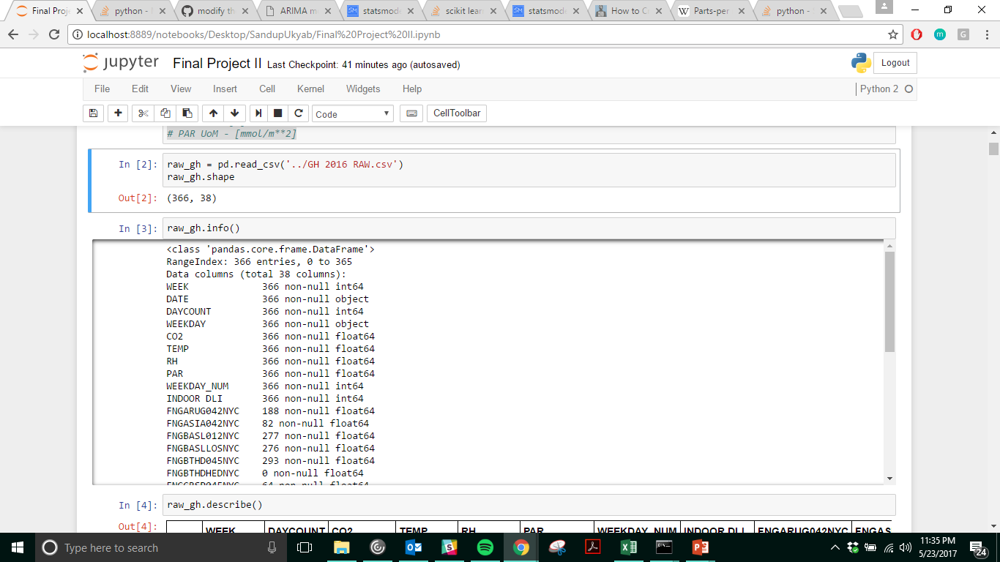 Final Proje
python - 
modify th
ARIMA m
statsmode
scikit lear
statsmode
How to C
Parts-per
python - 
localhost:8889/notebooks/Desktop/SandupUkyab/Final%20Project%20II.ipynb
jupyter Final Project II Last Checkpoint: 41 minutes ago (autosaved)
Logout
File Edit View Insert Cell Kernel Widgets Help
Python 2
Code
CellToolbar
# PAR UoM - [mmol/m**2]
In [2]: raw_gh = pd.read_csv('../GH 2016 RAW.csv')
raw_gh.shape
Out[2]: (366, 38)
In [3]: raw_gh.info()
<class 'pandas.core.frame.DataFrame'>
RangeIndex: 366 entries, 0 to 365
Data columns (total 38 columns):
WEEK 366 non-null int64
DATE 366 non-null object
DAYCOUNT 366 non-null int64
WEEKDAY 366 non-null object
CO2 366 non-null float64
TEMP 366 non-null float64
RH 366 non-null float64
PAR 366 non-null float64
WEEKDAY_NUM 366 non-null int64
INDOOR DLI 366 non-null int64
FNGARUG042NYC 188 non-null float64
FNGASIA042NYC 82 non-null float64
FNGBASL012NYC 277 non-null float64
FNGBASLLOSNYC 276 non-null float64
FNGBTHD045NYC 293 non-null float64
FNGBTHDHEDNYC 0 non-null float64
In [4]: raw_gh.describe()
Out[4]: WEEK DAYCOUNT CO2 TEMP RH PAR WEEKDAY_NUM INDOOR DLI FNGARUG042NYC FNGAS
Type here to search
11:35 PM
5/23/2017
24